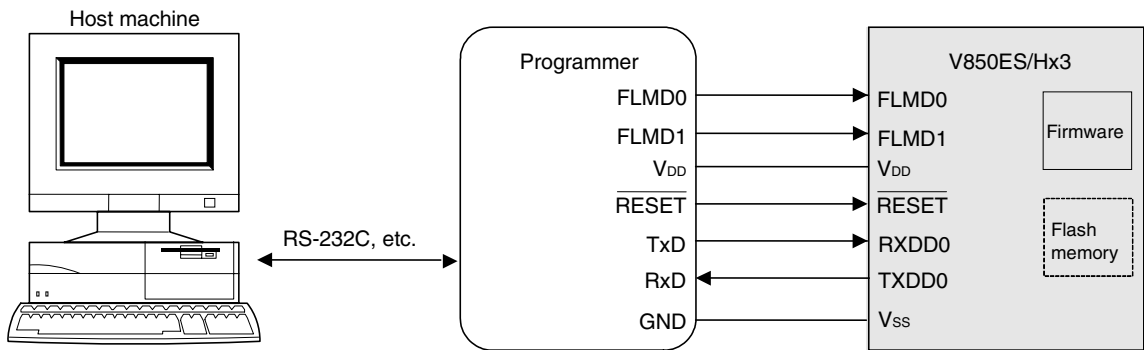 Host machine
RS-232C, etc.
Programmer
FLMD0
FLMD1
VDD
RESET
TxD
RxD
GND
V850ES/Hx3
FLMD0
FLMD1
VDD
RESET
RXDD0
TXDD0
VSS
Firmware
Flash
memory